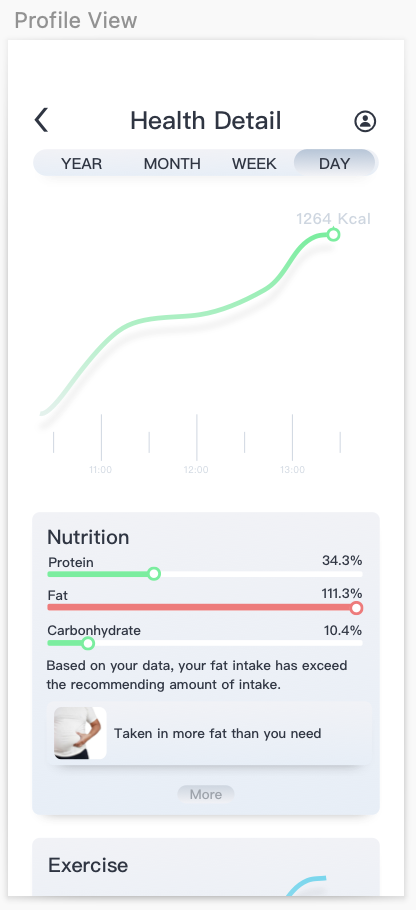 Profile View
Health Detail
YEAR MONTH WEEK DAY
1264 Kcal
11:00 12:00 13:00
Nutrition
Protein 34.3%
Fat 111.3%
Carbonhydrate 10.4%
Based on your data, your fat intake has exceed
the recommending amount of intake.
Taken in more fat than you need
More
Exercise